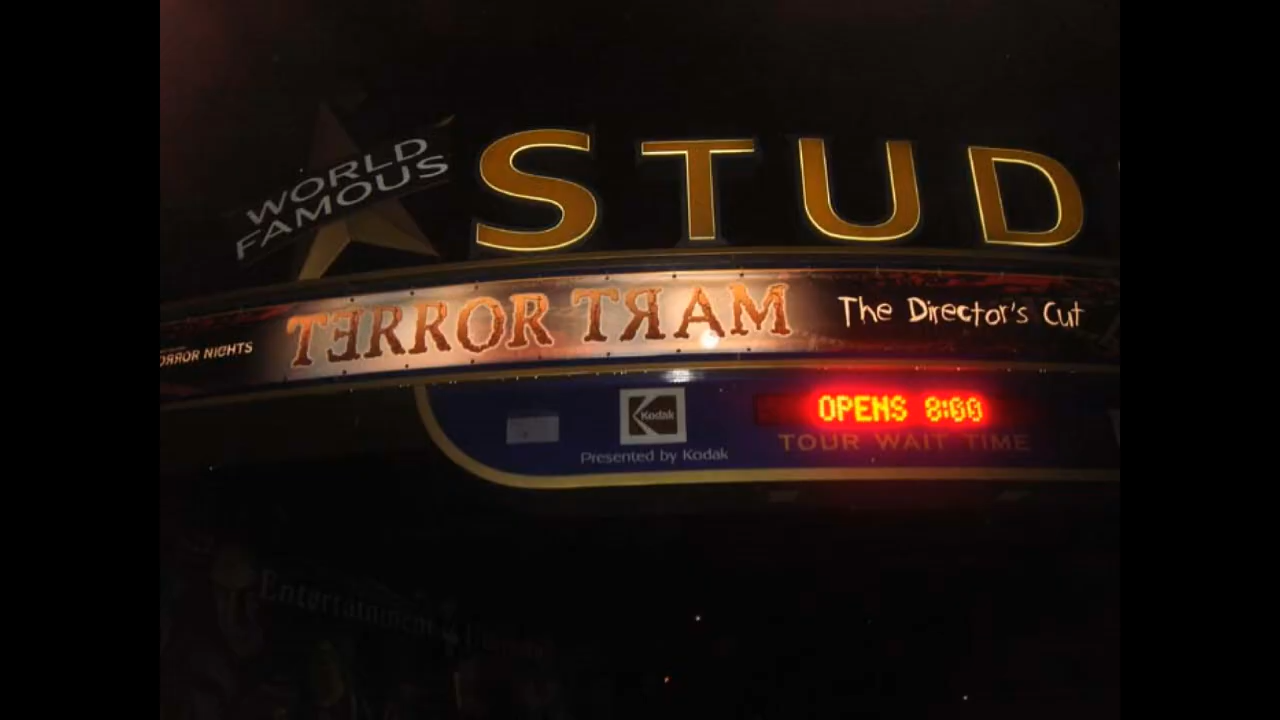 WORLD
FAMOUS
STUD
ORROR NIGHTS
TERROR TRAM
The Director's Cut
Kodak
Presented by Kodak
OPENS 8:00
TOUR WAIT TIME
Entertainment